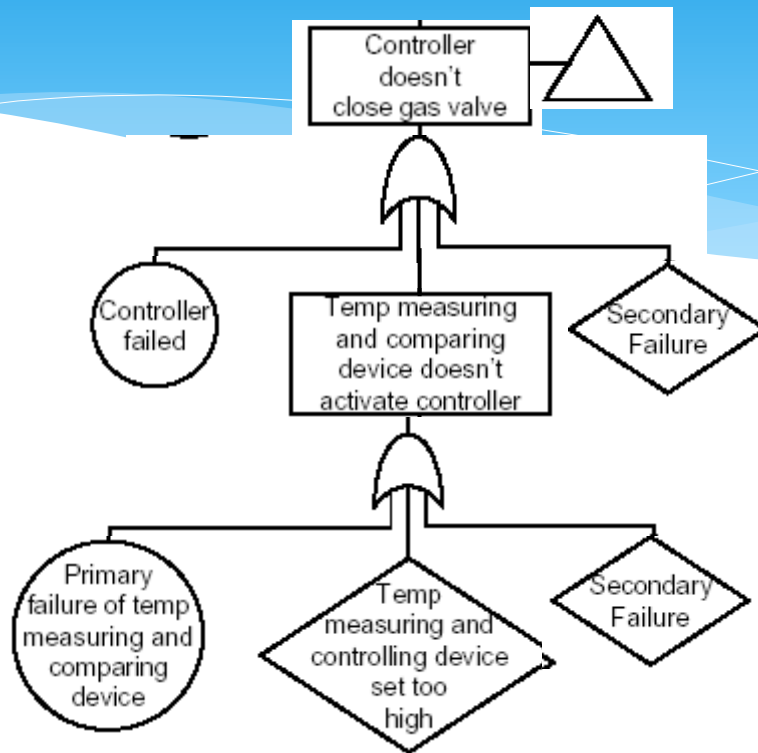 Controller
doesn't
close gas valve
Controller
failed
Temp measuring
and comparing
device doesn't
activate controller
Secondary
Failure
Primary
failure of temp
measuring and
comparing
device
Temp
measuring and
controlling device
set too
high
Secondary
Failure